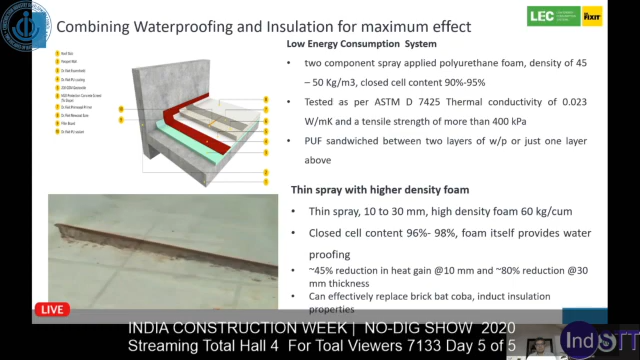 Combining Waterproofing and Insulation for maximum effect
LEC
FIXIT
Low Energy Consumption System
• two component spray applied polyurethane foam, density of 45
– 50 Kg/m3, closed cell content 90%-95%
• Tested as per ASTM D 7425 Thermal conductivity of 0.023
W/mK and a tensile strength of more than 400 kPa
• PUF sandwiched between two layers of w/p or just one layer
above
Thin spray with higher density foam
• Thin spray, 10 to 30 mm, high density foam 60 kg/cum
• Closed cell content 96%- 98%, foam itself provides water
proofing
• ~45% reduction in heat gain @10 mm and ~80% reduction @30
mm thickness
• Can effectively replace brick bat coba, induct insulation
properties
LIVE
INDIA CONSTRUCTION WEEK | NO-DIG SHOW 2020
Streaming Total Hall 4 For Toal Viewers 7133 Day 5 of 5
IndSTT